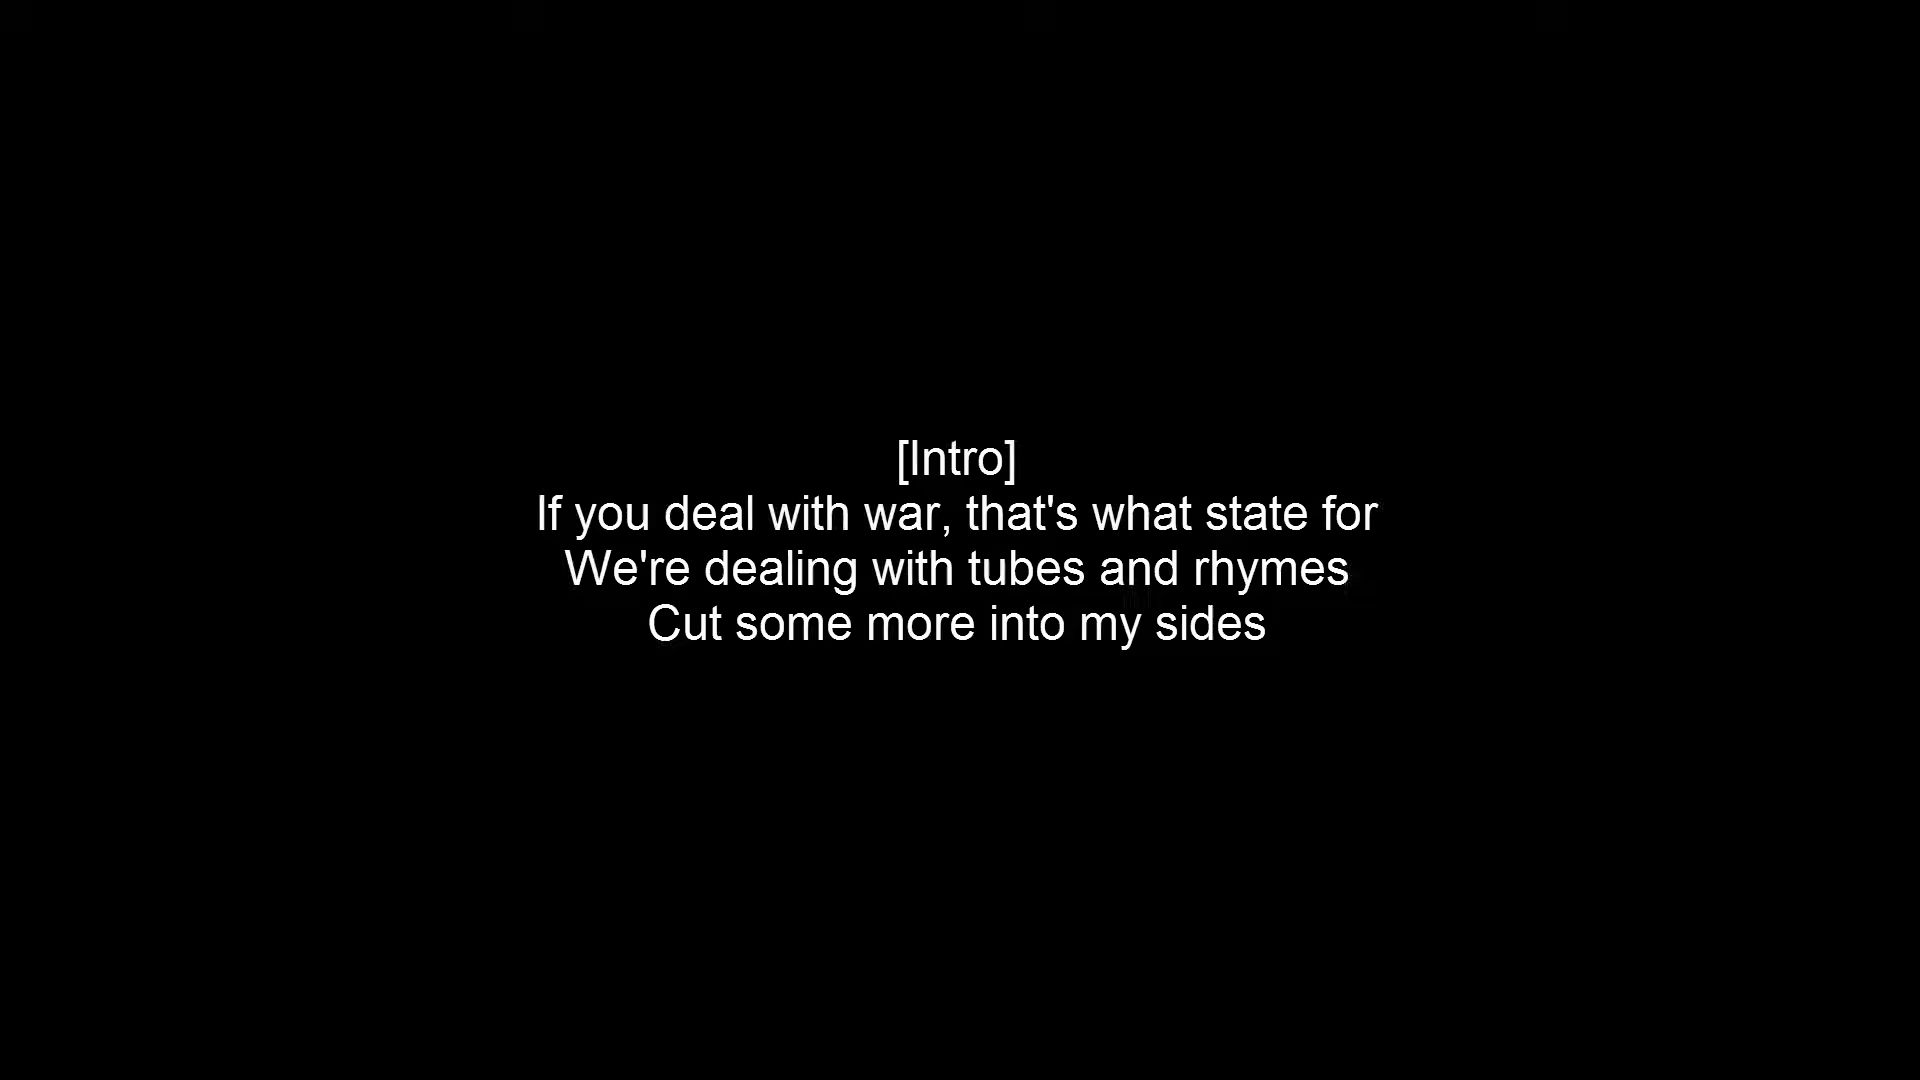 [Intro]
If you deal with war, that's what state for
We're dealing with tubes and rhymes
Cut some more into my sides